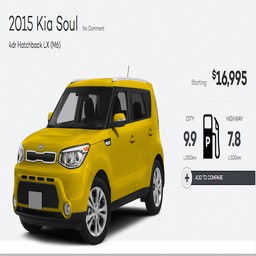 2015 Kia Soul No Comment
4dr Hatchback LX (M6)
Starting $16,995
CITY HIGHWAY
9.9 P 7.8
L/100km L/100km
+ ADD TO COMPARE